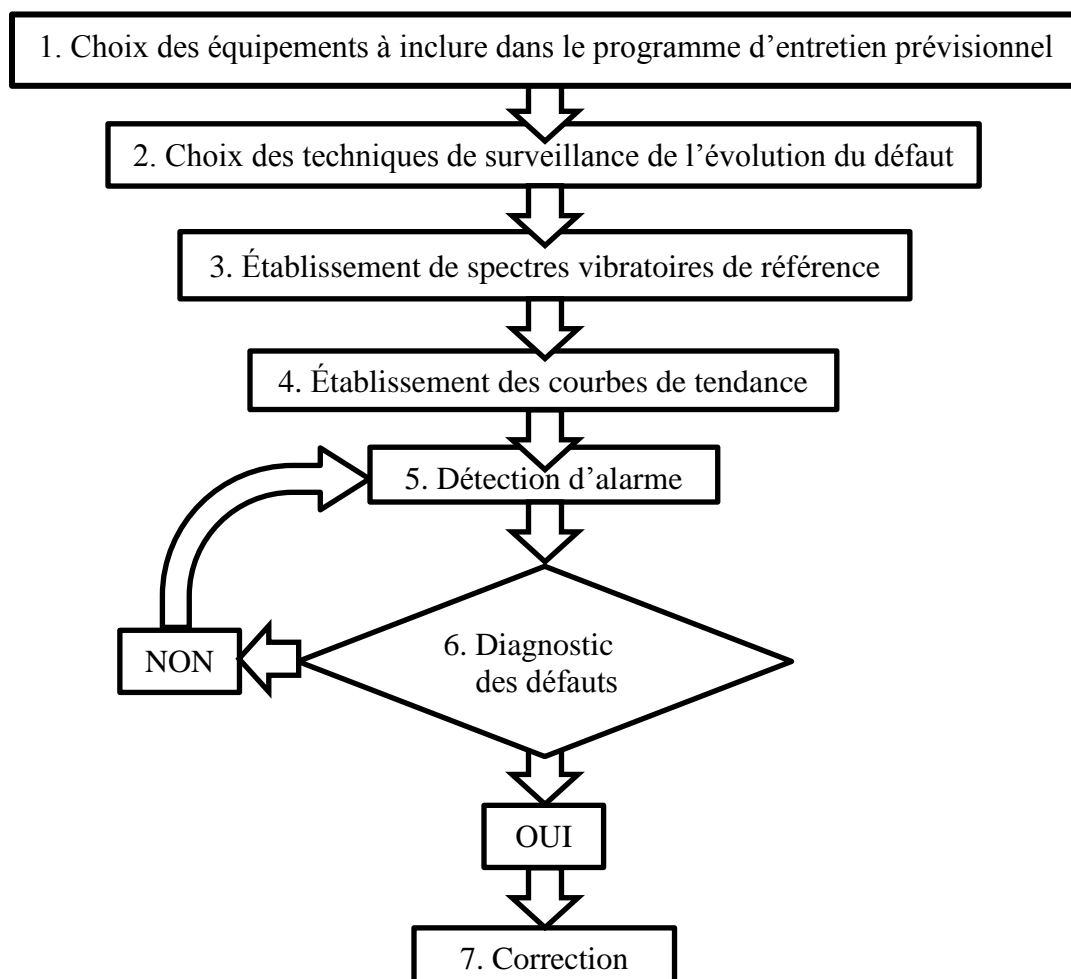 1. Choix des équipements à inclure dans le programme d’entretien prévisionnel
2. Choix des techniques de surveillance de l’évolution du défaut
3. Établissement de spectres vibratoires de référence
4. Établissement des courbes de tendance
5. Détection d’alarme
6. Diagnostic
des défauts
NON
OUI
7. Correction